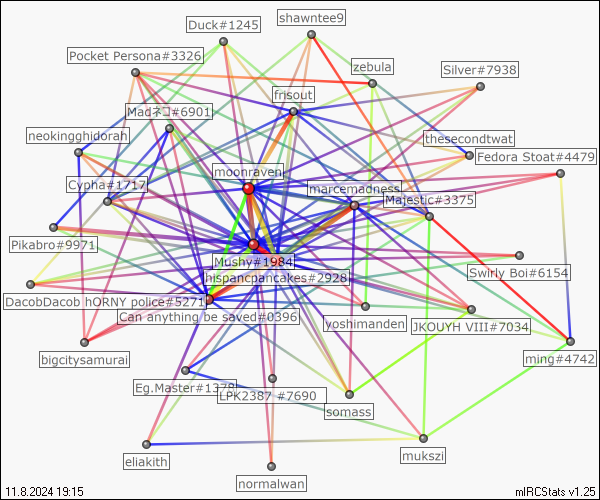 shawntee9
Duck#1245
Pocket Persona#3326
zebula
Silver#7938
frisout
Madネコ#6901
neokingghidorah
thesecondtwat
Fedora Stoat#4479
moonraven
Cypha#1717
marcemadness
Majestic#3375
Pikabro#9971
Mushy#1984
hispancpancakes#2928
Swirly Boi#6154
DacobDacob hORNY police#5271
Can anything be saved#0396
yoshimanden
JKOUYH VIII#7034
bigcitysamurai
ming#4742
Eg.Master#1378
LPK2387 #7690
somass
mukszi
eliakith
normalwan
11.8.2024 19:15
mIRCStats v1.25